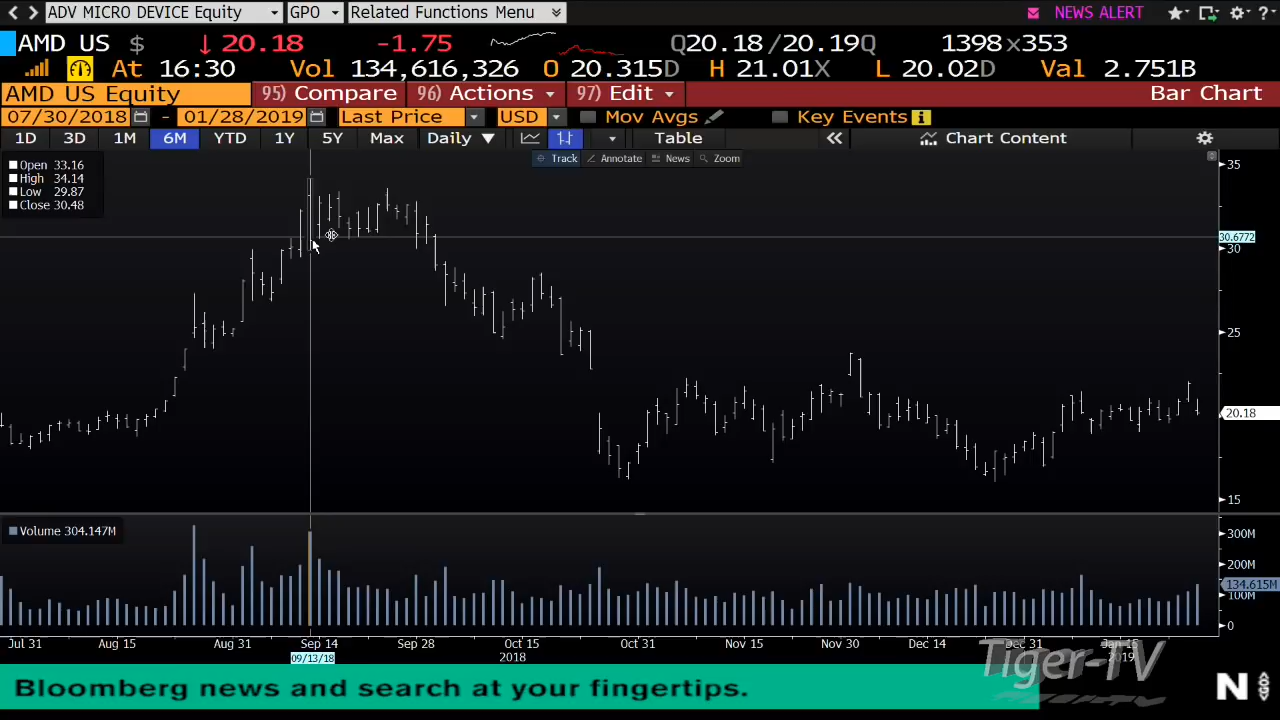 ADV MICRO DEVICE Equity GPO Related Functions Menu NEWS ALERT ?
AMD US $ ↓ 20.18 -1.75 Q20.18/20.19Q 1398x353
At 16:30 Vol 134,616,326 O 20.315D H 21.01X L 20.02D Val 2.751B
AMD US Equity 95) Compare 96) Actions 97) Edit Bar Chart
07/30/2018 - 01/28/2019 Last Price USD Mov Avgs Key Events i
1D 3D 1M 6M YTD 1Y 5Y Max Daily ▼ Table « Chart Content
Track Annotate News Zoom
Open 33.16
High 34.14
Low 29.87
Close 30.48
35
30.6772
30
25
20.18
15
Volume 304.147M
300M
200M
134.615M
100M
0
Jul 31 Aug 15 Aug 31 Sep 14 Sep 28 Oct 15 Oct 31 Nov 15 Nov 30 Dec 14 Dec 31 Jan 15
09/13/18 2018 2019
Tiger-TV
Bloomberg news and search at your fingertips.
N